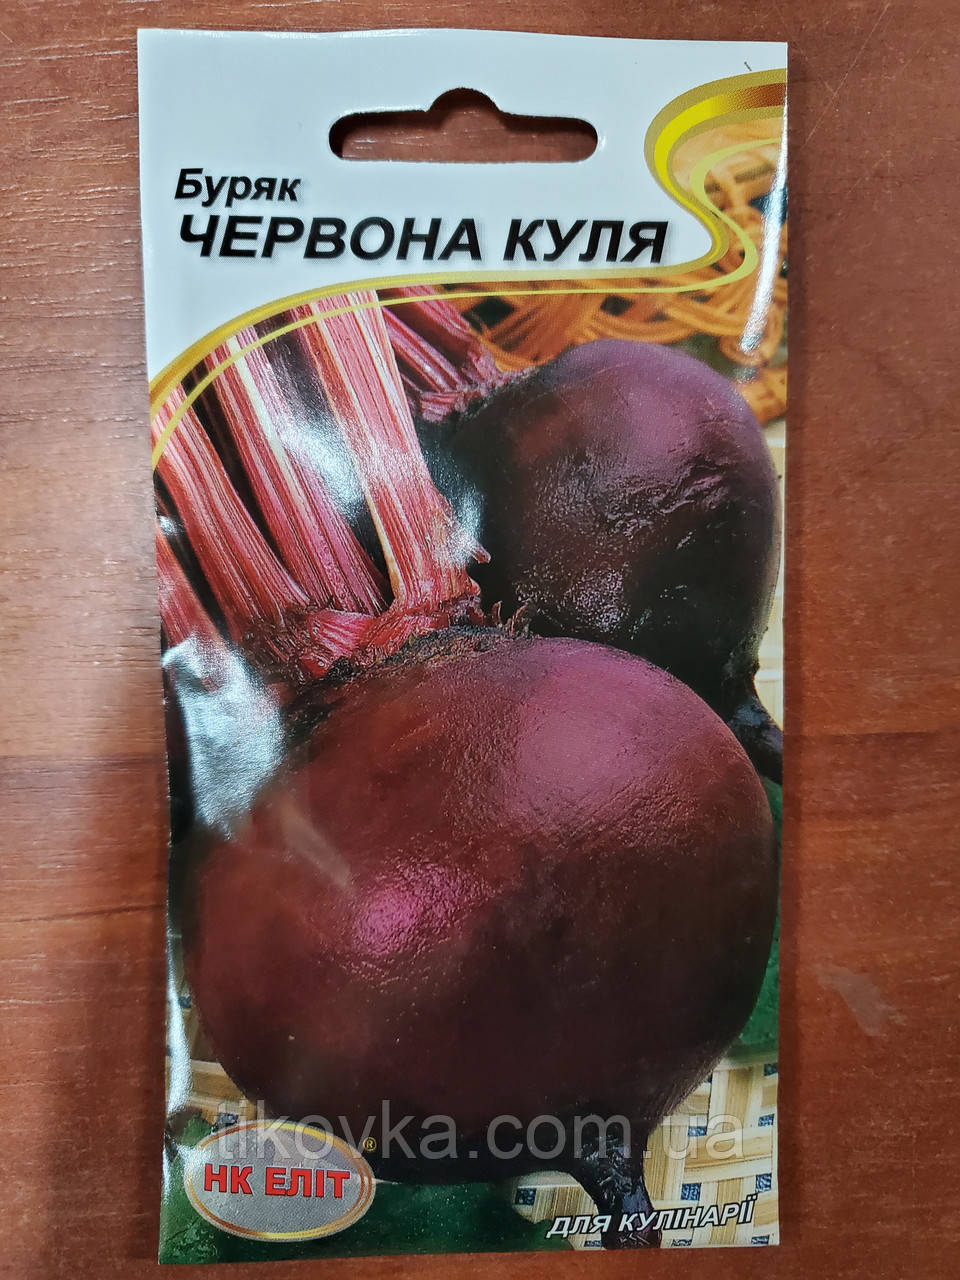 Буряк
ЧЕРВОНА КУЛЯ
tikovka.com.ua
®
НК ЕЛІТ
ДЛЯ КУЛІНАРІЇ